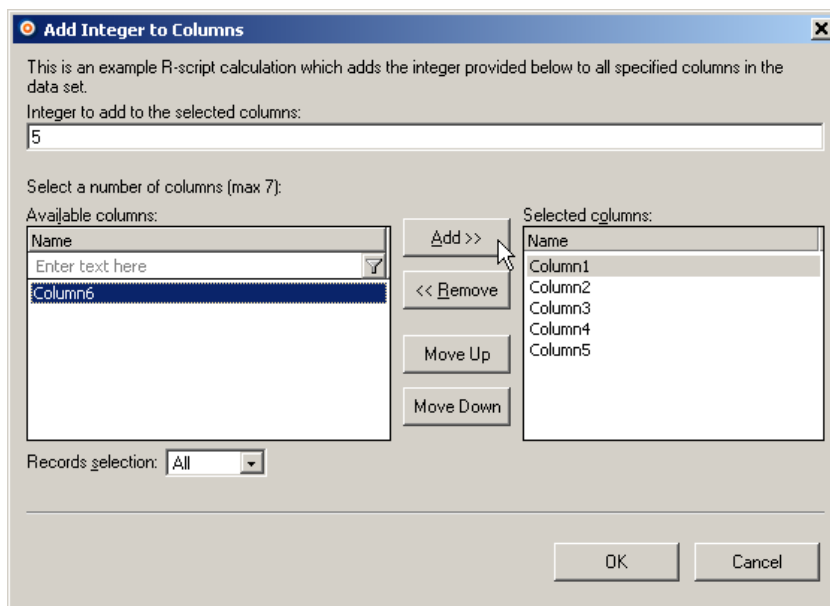 Add Integer to Columns
This is an example R-script calculation which adds the integer provided below to all specified columns in the
data set.
Integer to add to the selected columns:
5
Select a number of columns (max 7):
Available columns:
Name
Enter text here
Column6
Add >>
<< Remove
Move Up
Move Down
Selected columns:
Name
Column1
Column2
Column3
Column4
Column5
Records selection:
All
OK
Cancel